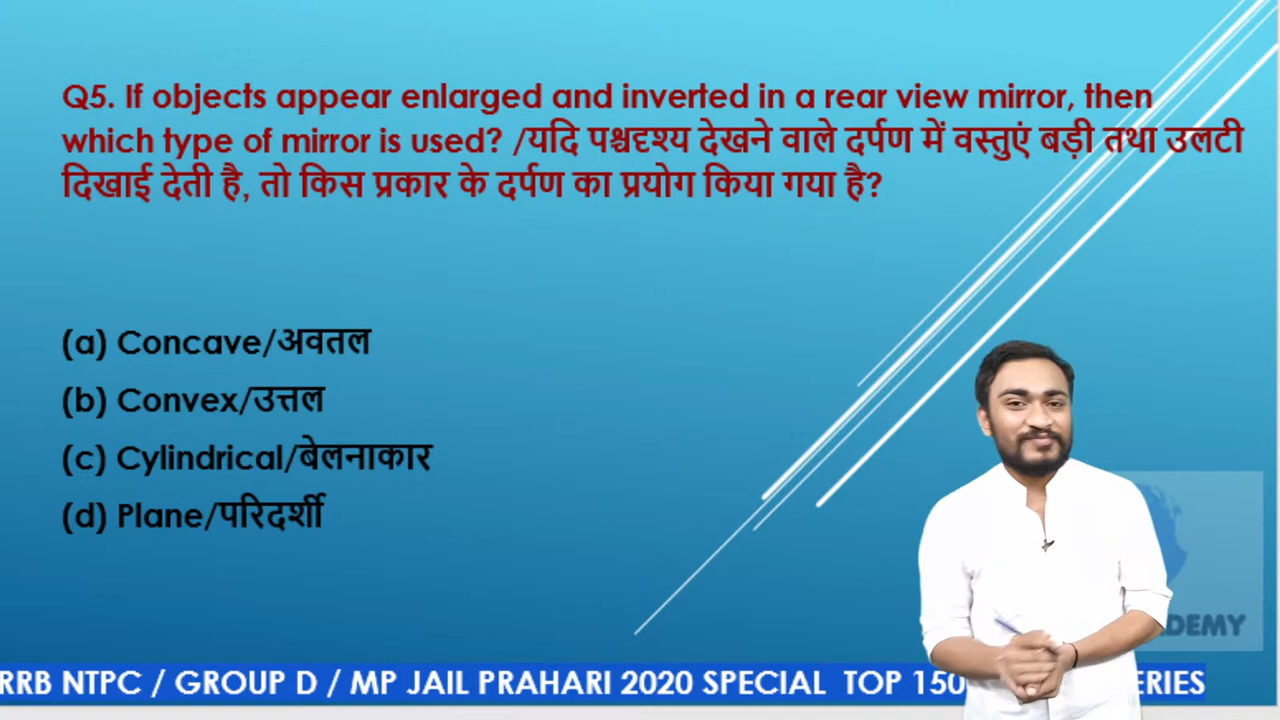 Q5. If objects appear enlarged and inverted in a rear view mirror, then
which type of mirror is used? /यदि पश्चदृश्य देखने वाले दर्पण में वस्तुएं बड़ी तथा उलटी
दिखाई देती है, तो किस प्रकार के दर्पण का प्रयोग किया गया है?
(a) Concave/अवतल
(b) Convex/उत्तल
(c) Cylindrical/बेलनाकार
(d) Plane/परिदर्शी
DEMY
RRB NTPC / GROUP D / MP JAIL PRAHARI 2020 SPECIAL TOP 150 ERIES